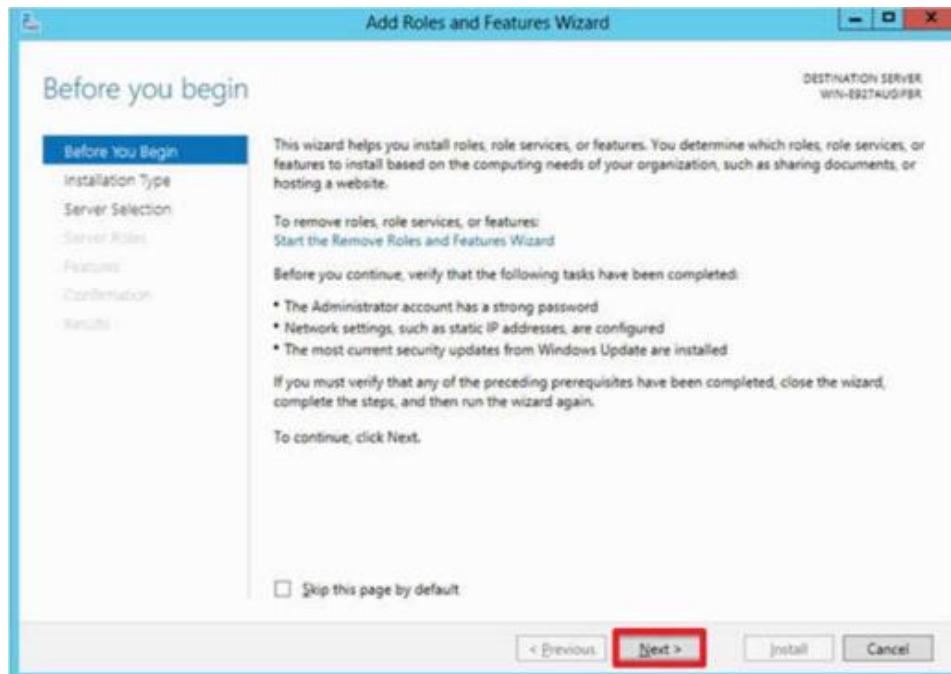 Add Roles and Features Wizard
Before you begin
DESTINATION SERVER
Before You Begin
Installation Type
Server Selection
Server Roles
Features
Confirmation
Results
This wizard helps you install roles, role services, or features. You determine which roles, role services, or
features to install based on the computing needs of your organization, such as sharing documents, or
hosting a website.
To remove roles, role services, or features:
Start the Remove Roles and Features Wizard
Before you continue, verify that the following tasks have been completed:
• The Administrator account has a strong password
• Network settings, such as static IP addresses, are configured
• The most current security updates from Windows Update are installed
If you must verify that any of the preceding prerequisites have been completed, close the wizard,
complete the steps, and then run the wizard again.
To continue, click Next.
Skip this page by default
< Previous
Next >
Install
Cancel